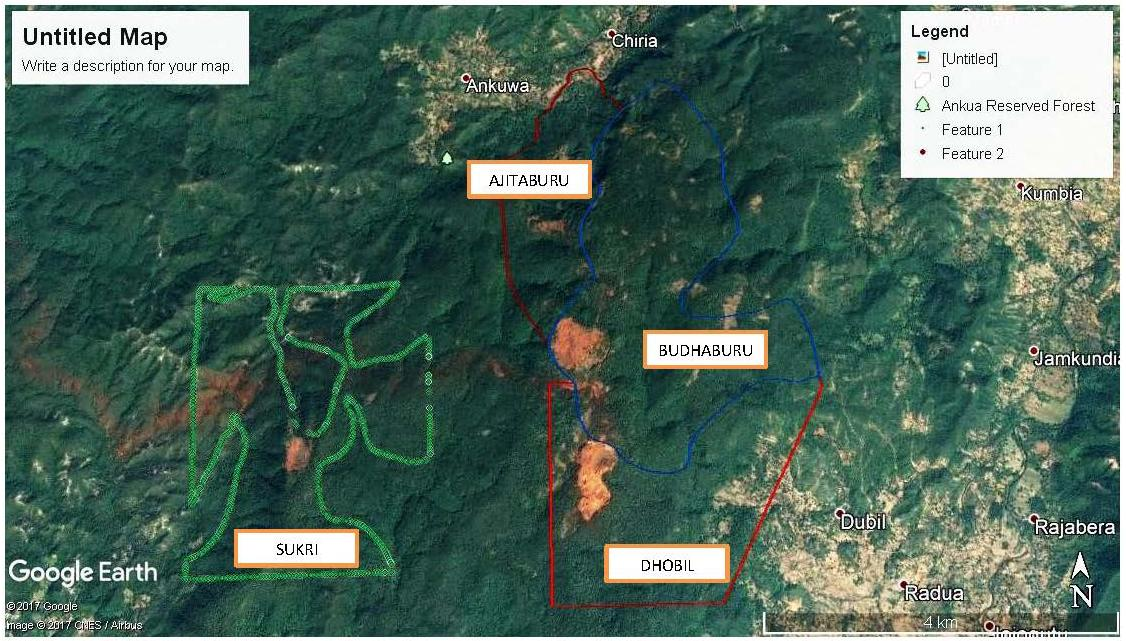 Untitled Map
Write a description for your map.
Legend
[Untitled]
0
Ankua Reserved Forest
Feature 1
Feature 2
Chiria
Ankuwa
AJITABURU
Kumbia
BUDHABURU
Jamkundia
SUKRI
Dubil
Rajabera
DHOBIL
Google Earth
Radua
N
© 2017 Google
Image © 2017 CNES / Airbus
4 km